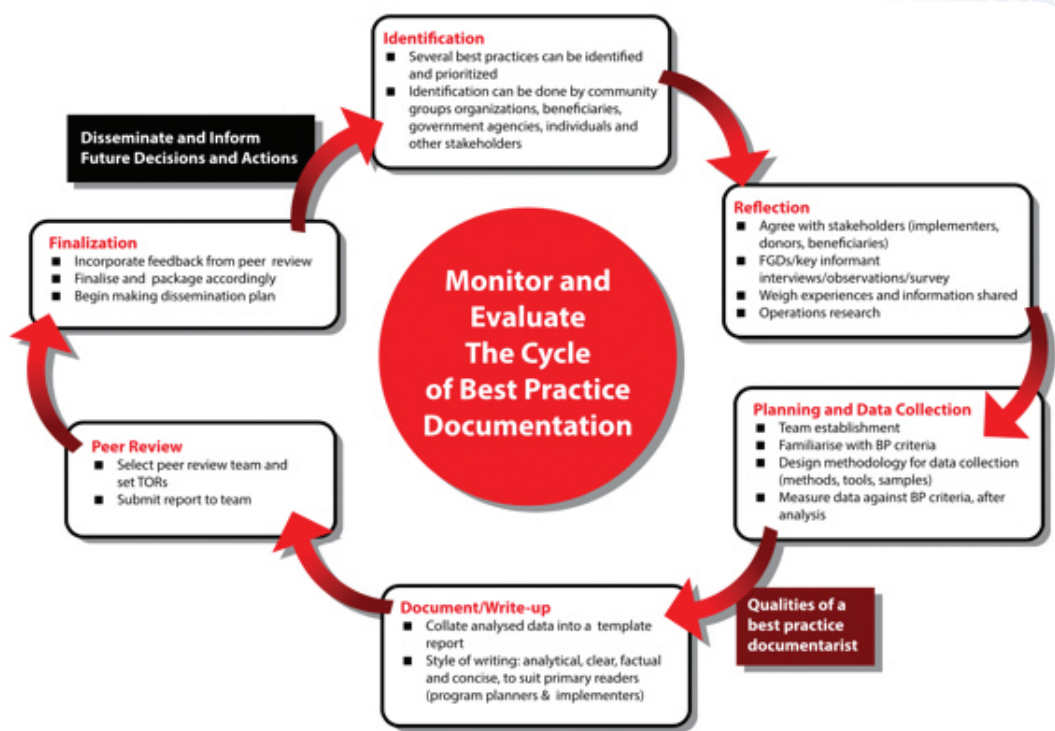 Identification
■ Several best practices can be identified
and prioritized
■ Identification can be done by community
groups organizations, beneficiaries,
government agencies, individuals and
other stakeholders
Disseminate and Inform
Future Decisions and Actions
Reflection
■ Agree with stakeholders (implementers,
donors, beneficiaries)
■ FGDs/key informant
interviews/observations/survey
■ Weigh experiences and information shared
■ Operations research
Finalization
■ Incorporate feedback from peer review
■ Finalise and package accordingly
■ Begin making dissemination plan
Monitor and
Evaluate
The Cycle
of Best Practice
Documentation
Planning and Data Collection
■ Team establishment
■ Familiarise with BP criteria
■ Design methodology for data collection
(methods, tools, samples)
■ Measure data against BP criteria, after
analysis
Peer Review
■ Select peer review team and
set TORs
■ Submit report to team
Document/Write-up
■ Collate analysed data into a template
report
■ Style of writing: analytical, clear, factual
and concise, to suit primary readers
(program planners & implementers)
Qualities of a
best practice
documentarist